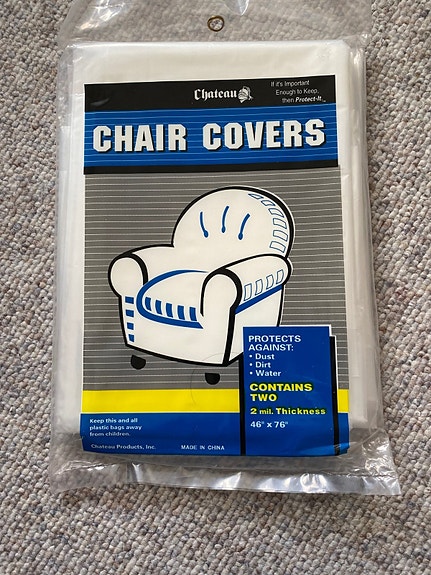 Chateau
If it's Important
Enough to Keep,
then Protect-It™
CHAIR COVERS
PROTECTS
AGAINST:
• Dust
• Dirt
• Water
CONTAINS
TWO
2 mil. Thickness
46" x 76"
Keep this and all
plastic bags away
from children.
Chateau Products, Inc.
MADE IN CHINA